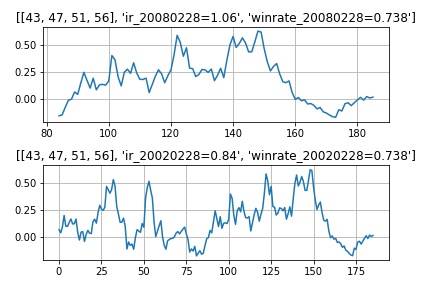 [[43, 47, 51, 56], 'ir_20080228=1.06', 'winrate_20080228=0.738']
0.50
0.25
0.00
80 100 120 140 160 180
[[43, 47, 51, 56], 'ir_20020228=0.84', 'winrate_20020228=0.738']
0.50
0.25
0.00
0 25 50 75 100 125 150 175